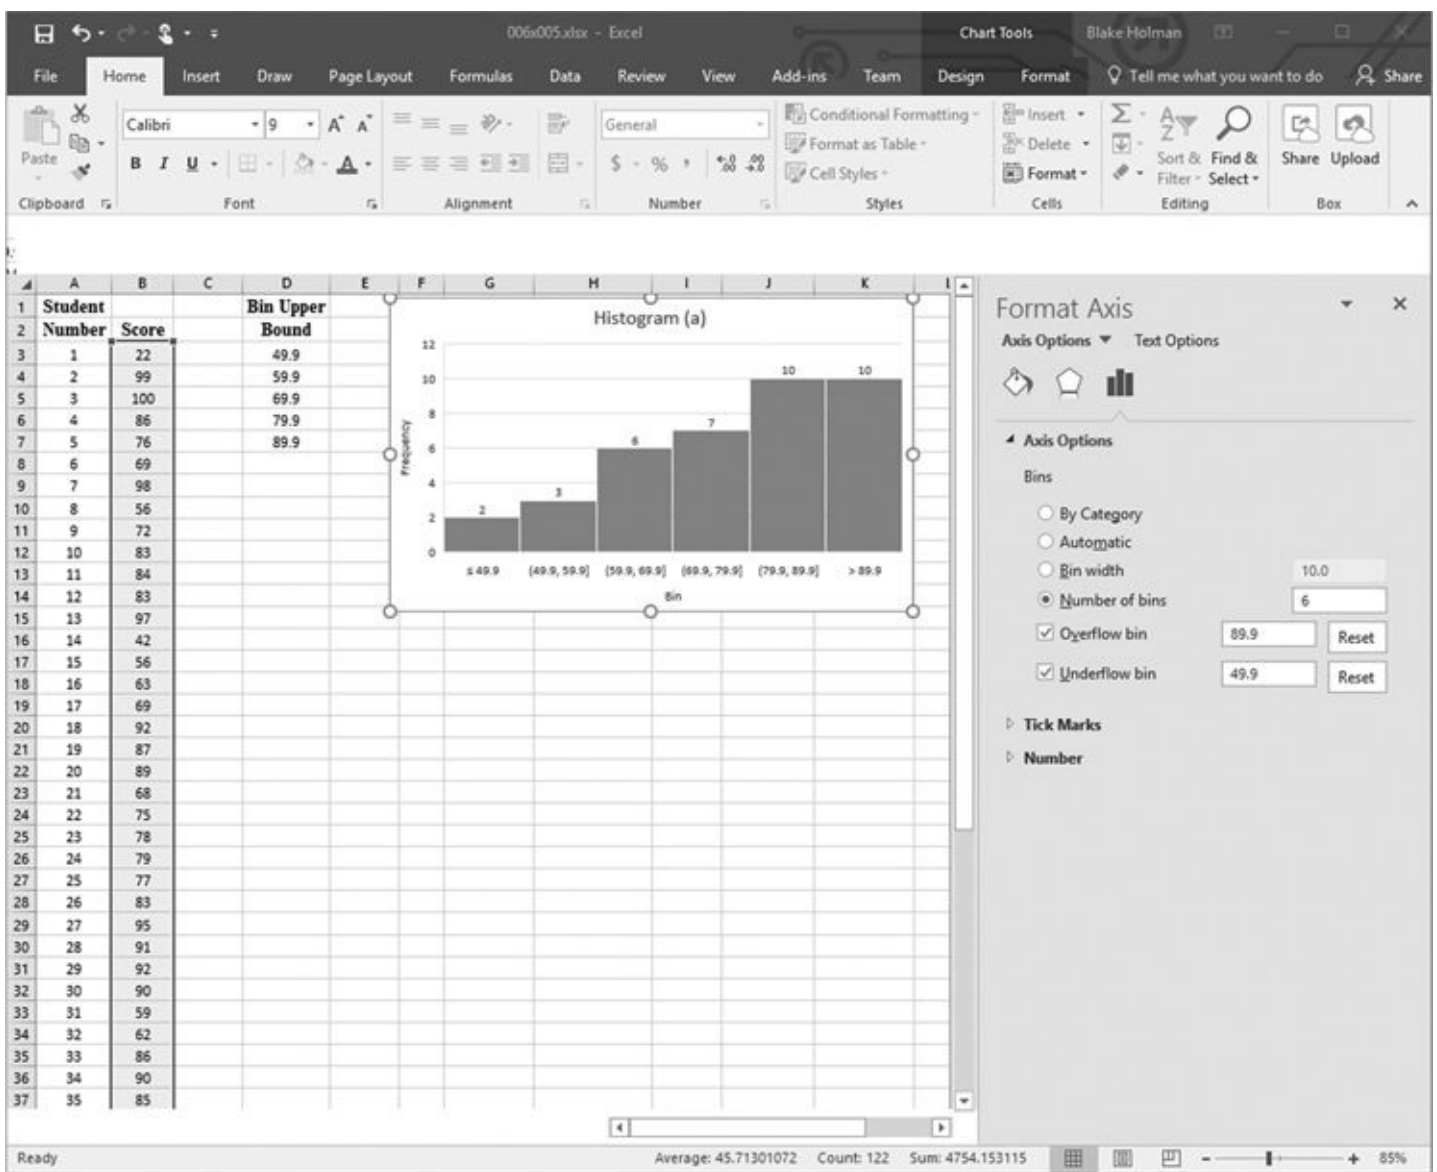 006x005.xlsx - Excel
Chart Tools
Blake Holman
File Home Insert Draw Page Layout Formulas Data Review View Add-ins Team Design Format Tell me what you want to do Share
Paste
Calibri 9 A A
B I U A
General
$ % ,
Conditional Formatting
Format as Table
Cell Styles
Insert
Delete
Format
Sort & Filter
Find & Select
Share Upload
Clipboard Font Alignment Number Styles Cells Editing Box
A B C D E F G H I J K
1 Student Bin Upper
2 Number Score Bound
3 1 22 49.9
4 2 99 59.9
5 3 100 69.9
6 4 86 79.9
7 5 76 89.9
8 6 69
9 7 98
10 8 56
11 9 72
12 10 83
13 11 84
14 12 83
15 13 97
16 14 42
17 15 56
18 16 63
19 17 69
20 18 92
21 19 87
22 20 89
23 21 68
24 22 75
25 23 78
26 24 79
27 25 77
28 26 83
29 27 95
30 28 91
31 29 92
32 30 90
33 31 59
34 32 62
35 33 86
36 34 90
37 35 85
Histogram (a)
Frequency
12
10
8
6
4
2
0
2 3 6 7 10 10
≤ 49.9 (49.9, 59.9] (59.9, 69.9] (69.9, 79.9] (79.9, 89.9] > 89.9
Bin
Format Axis
Axis Options Text Options
Axis Options
Bins
By Category
Automatic
Bin width 10.0
Number of bins 6
Overflow bin 89.9 Reset
Underflow bin 49.9 Reset
Tick Marks
Number
Ready
Average: 45.71301072 Count: 122 Sum: 4754.153115
85%